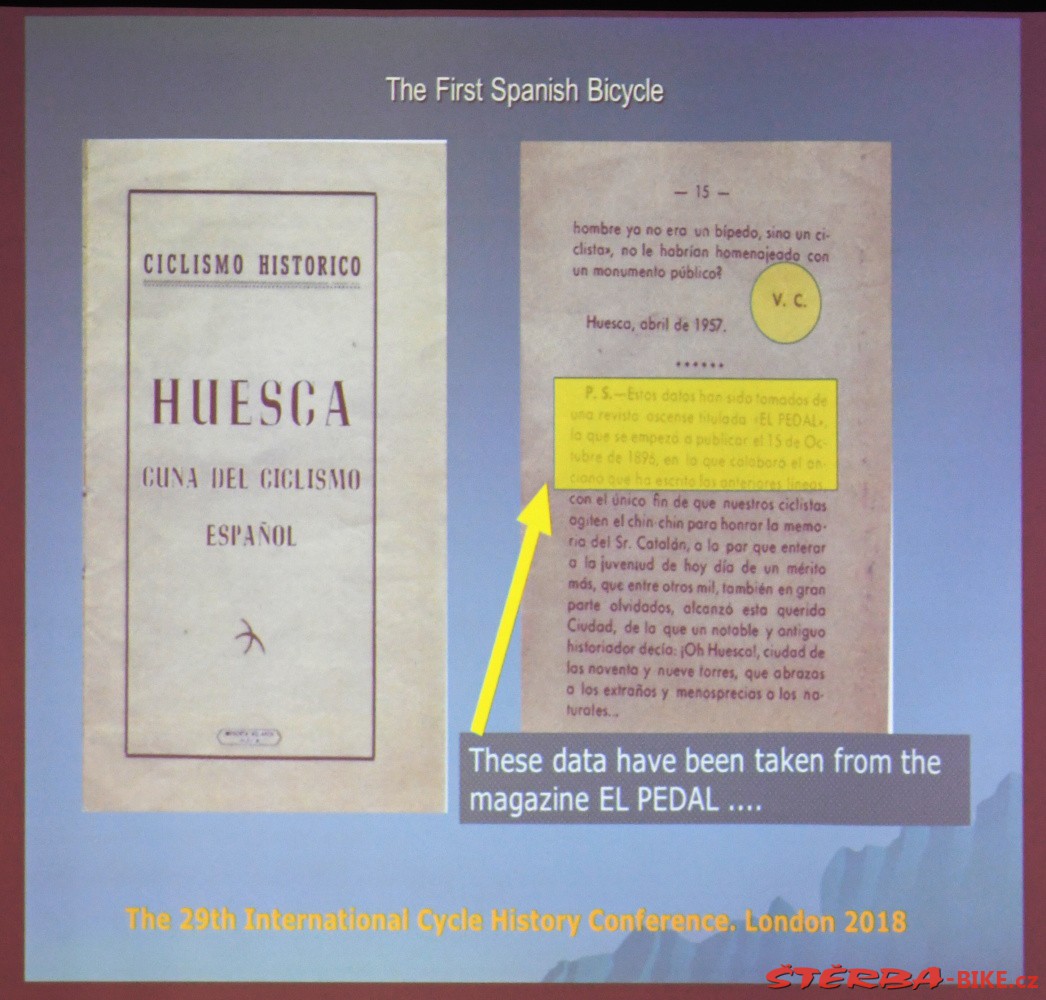 The First Spanish Bicycle
CICLISMO HISTORICO
HUESCA
CUNA DEL CICLISMO
ESPAÑOL
— 15 —
hombre ya no era un bípedo, sino un ci-
clista», no le habrían homenajeado con
un monumento público?
V. C.
Huesca, abril de 1957.
••••••
P. S.—Estos datos han sido tomados de
una revista oscense titulada «EL PEDAL»,
la que se empezó a publicar el 15 de Oc-
tubre de 1896, en la que colaboró el an-
ciano que ha escrito las anteriores líneas,
con el único fin de que nuestros ciclistas
agiten el chin-chin para honrar la memo-
ria del Sr. Catalán, a la par que enterar
a la juventud de hoy día de un mérito
más, que entre otros mil, también en gran
parte olvidados, alcanzó esta querida
Ciudad, de la que un notable y antiguo
historiador decía: ¡Oh Huesca!, ciudad de
las noventa y nueve torres, que abrazas
a los extraños y menosprecias a los na-
turales...
These data have been taken from the
magazine EL PEDAL ....
The 29th International Cycle History Conference. London 2018
ŠTĚRBA-BIKE.cz